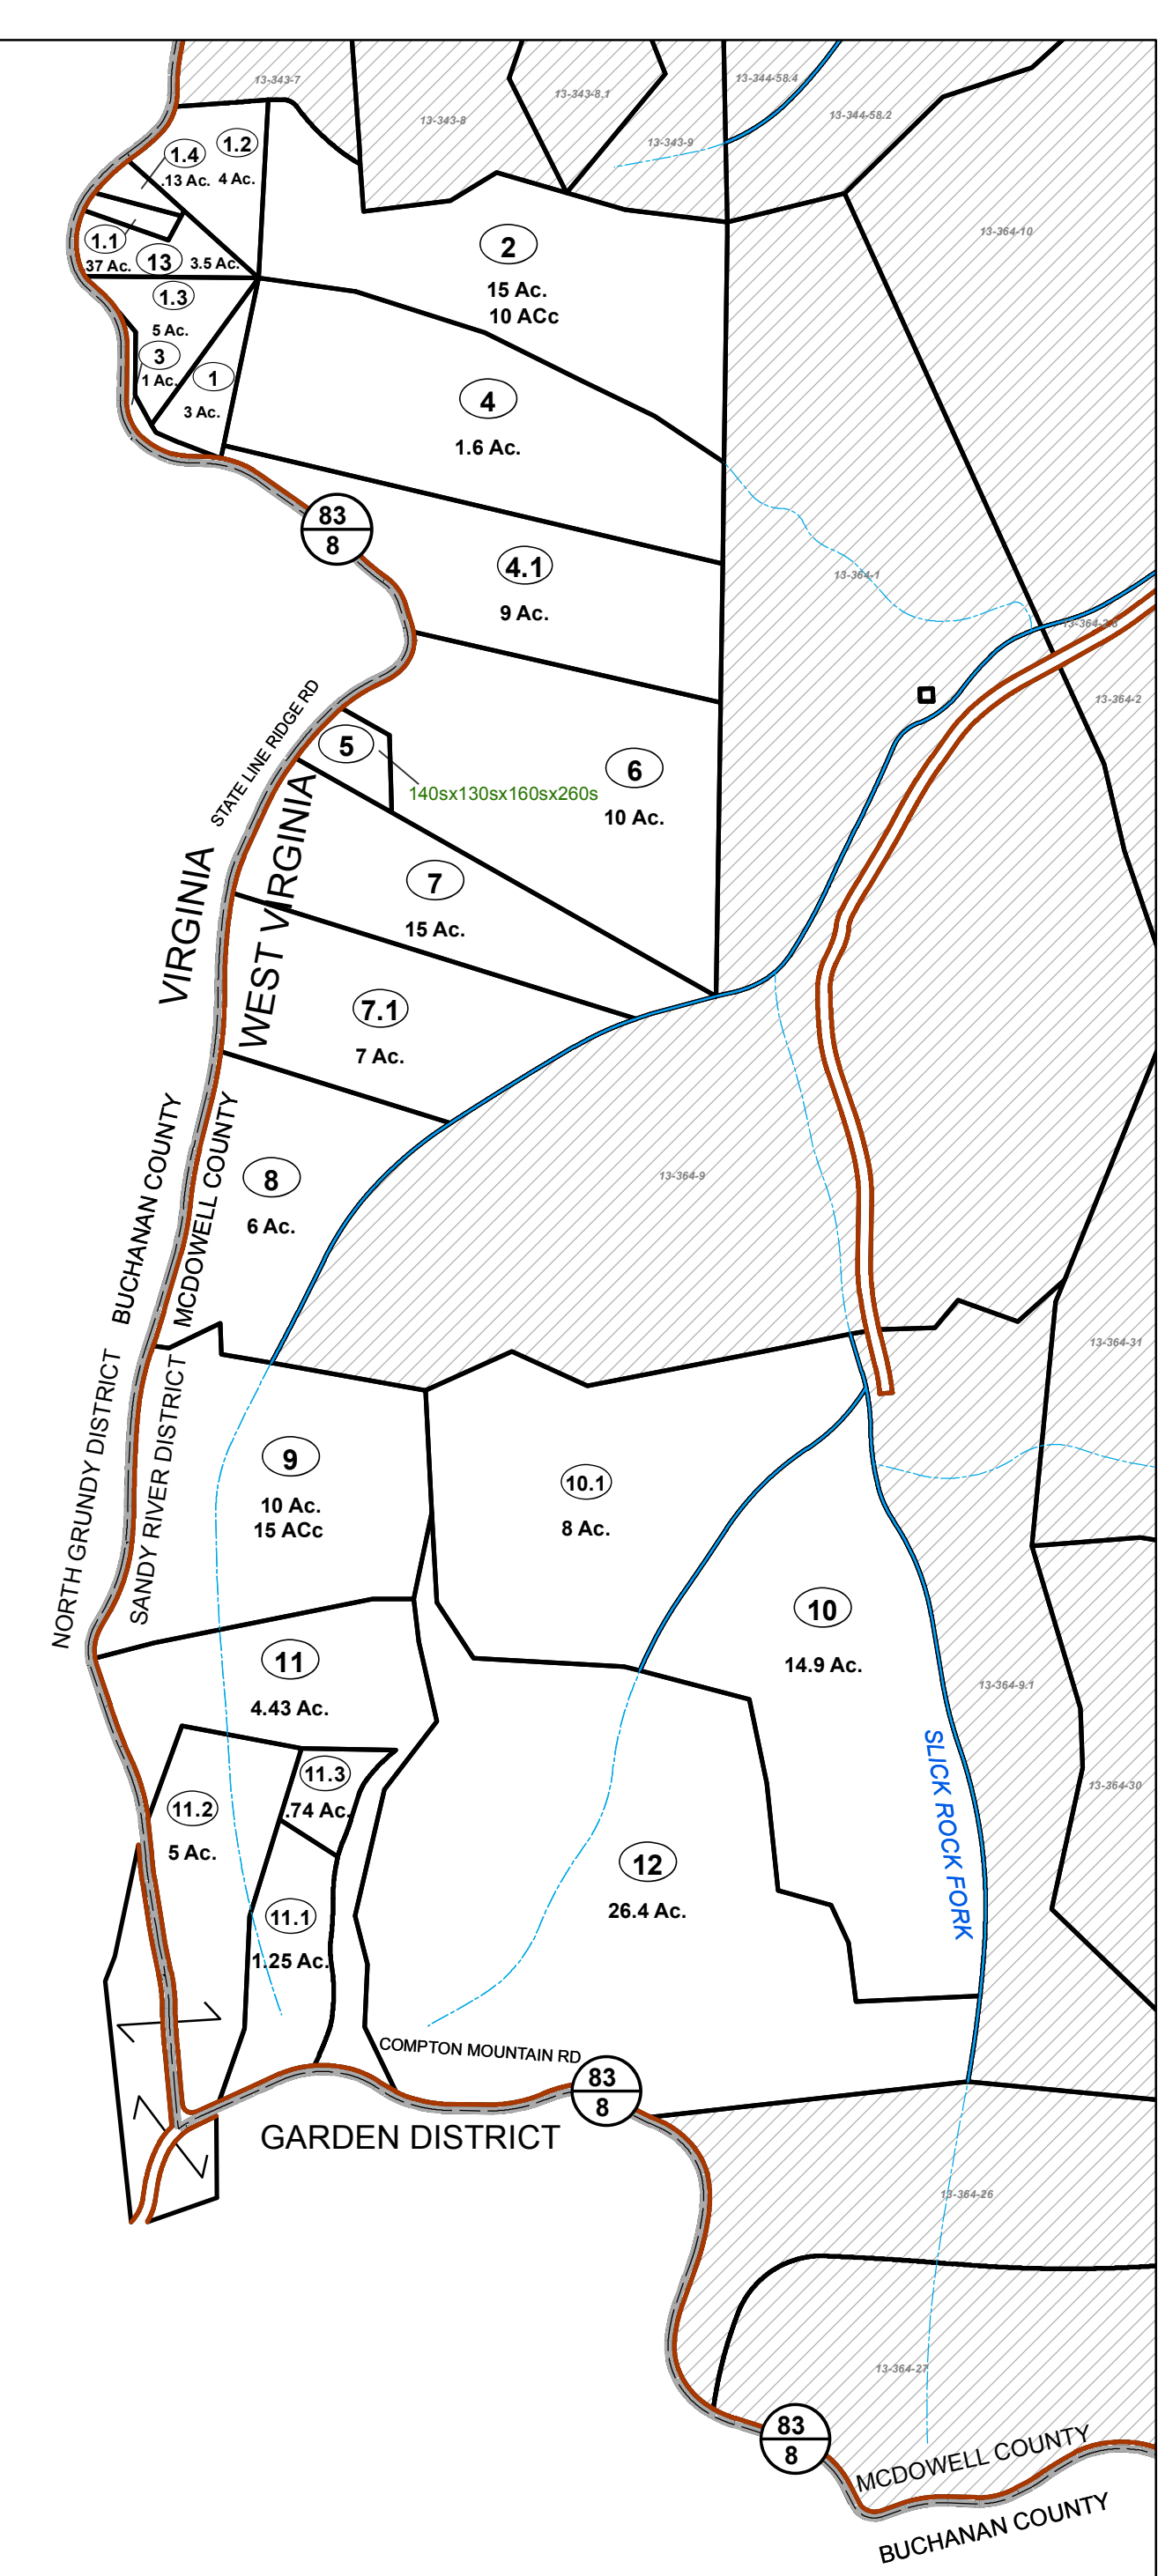 13-343-7
13-343-8
13-343-8.1
13-343-9
13-344-58.4
13-344-58.2
13-364-10
1.4
.13 Ac.
1.2
4 Ac.
1.1
37 Ac.
13
3.5 Ac.
1.3
5 Ac.
3
1 Ac.
1
3 Ac.
2
15 Ac.
10 ACc
4
1.6 Ac.
83
8
4.1
9 Ac.
13-364-1
13-364-2
STATE LINE RIDGE RD
5
140sx130sx160sx260s
6
10 Ac.
VIRGINIA
WEST VIRGINIA
7
15 Ac.
7.1
7 Ac.
BUCHANAN COUNTY
MCDOWELL COUNTY
8
6 Ac.
13-364-9
13-364-31
NORTH GRUNDY DISTRICT
SANDY RIVER DISTRICT
9
10 Ac.
15 ACc
10.1
8 Ac.
10
14.9 Ac.
11
4.43 Ac.
13-364-9.1
SLICK ROCK FORK
13-364-30
11.3
.74 Ac.
11.2
5 Ac.
12
26.4 Ac.
11.1
1.25 Ac.
COMPTON MOUNTAIN RD
83
8
GARDEN DISTRICT
13-364-26
13-364-27
83
8
MCDOWELL COUNTY
BUCHANAN COUNTY